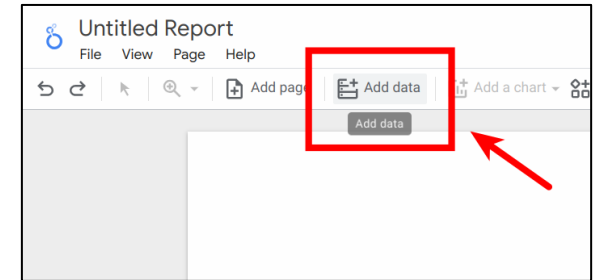 Untitled Report
File View Page Help
Add page Add data Add a chart
Add data